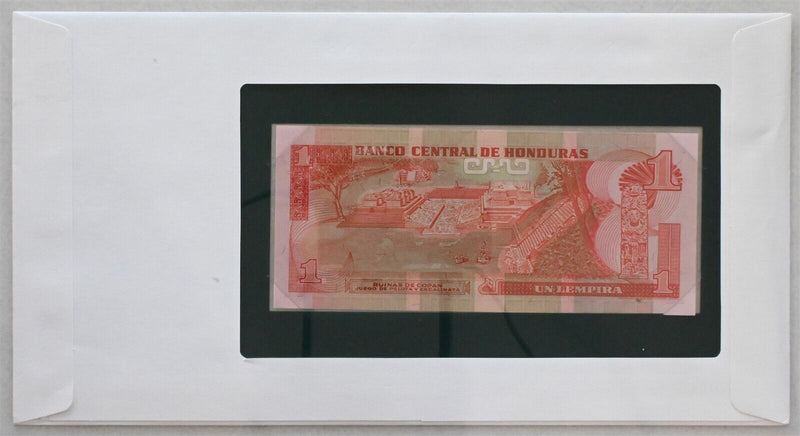 1
BANCO CENTRAL DE HONDURAS
1
1
RUINAS DE COPAN
JUEGO DE PELOTA Y ESCALINATA
UN LEMPIRA
1